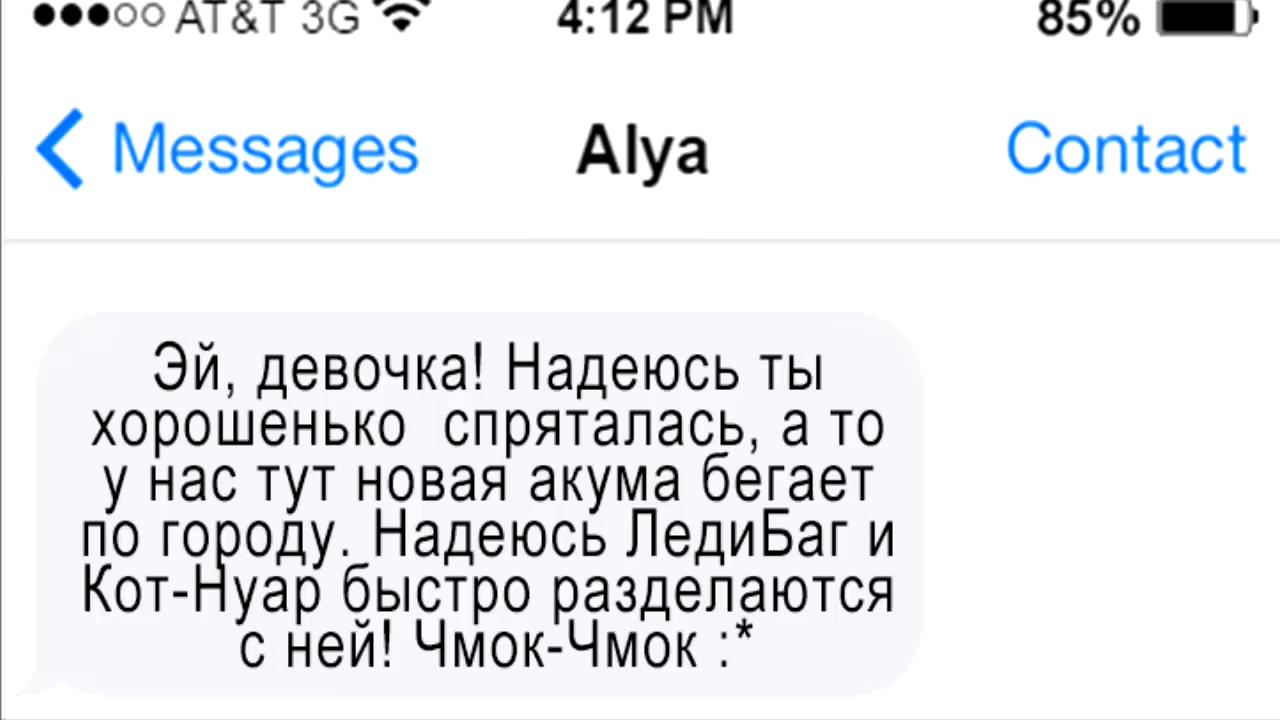 AT&T 3G 4:12 PM 85%
Messages Alya Contact
Эй, девочка! Надеюсь ты
хорошенько спряталась, а то
у нас тут новая акума бегает
по городу. Надеюсь ЛедиБаг и
Кот-Нуар быстро разделаются
с ней! Чмок-Чмок :*